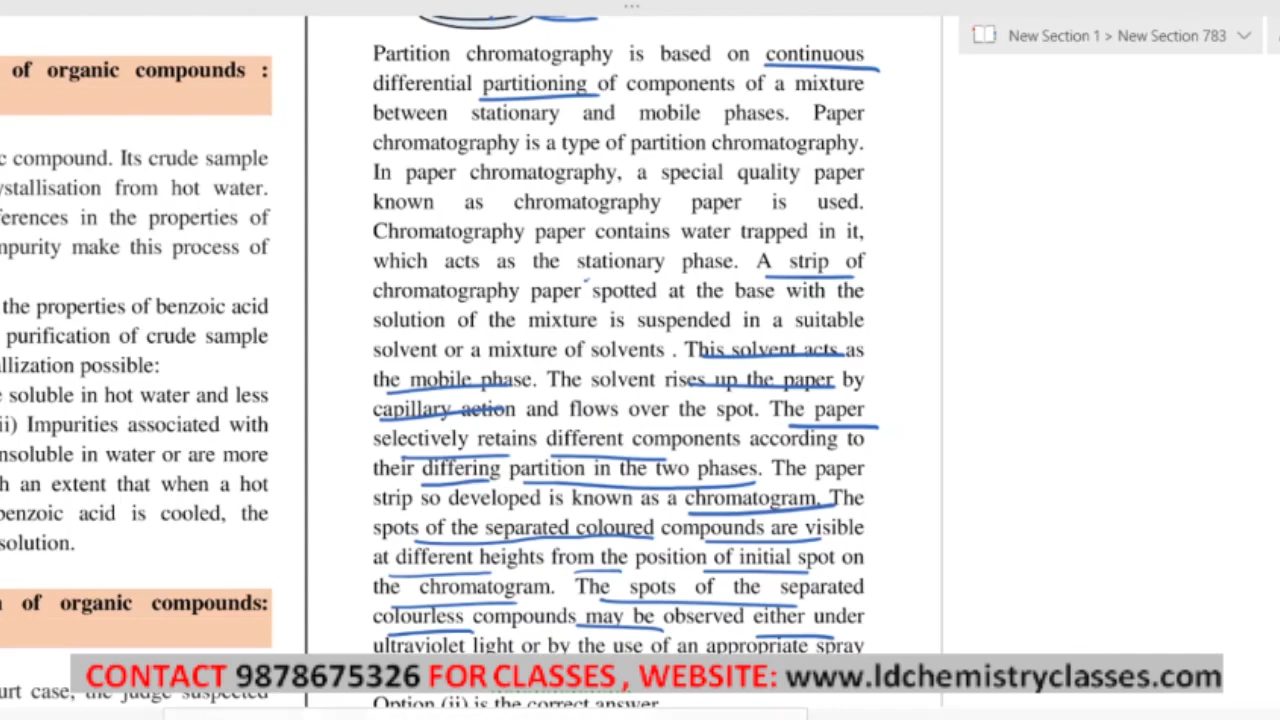 New Section 1 > New Section 783
of organic compounds :
compound. Its crude sample
from hot water.
in the properties of
make this process of
the properties of benzoic acid
purification of crude sample
possible:
soluble in hot water and less
Impurities associated with
in water or are more
an extent that when a hot
acid is cooled, the
solution.
of organic compounds:
case, the judge suspected
Partition chromatography is based on continuous
differential partitioning of components of a mixture
between stationary and mobile phases. Paper
chromatography is a type of partition chromatography.
In paper chromatography, a special quality paper
known as chromatography paper is used.
Chromatography paper contains water trapped in it,
which acts as the stationary phase. A strip of
chromatography paper spotted at the base with the
solution of the mixture is suspended in a suitable
solvent or a mixture of solvents . This solvent acts as
the mobile phase. The solvent rises up the paper by
capillary action and flows over the spot. The paper
selectively retains different components according to
their differing partition in the two phases. The paper
strip so developed is known as a chromatogram. The
spots of the separated coloured compounds are visible
at different heights from the position of initial spot on
the chromatogram. The spots of the separated
colourless compounds may be observed either under
ultraviolet light or by the use of an appropriate spray
Option (ii) is the correct answer.
CONTACT 9878675326 FOR CLASSES , WEBSITE: www.ldchemistryclasses.com